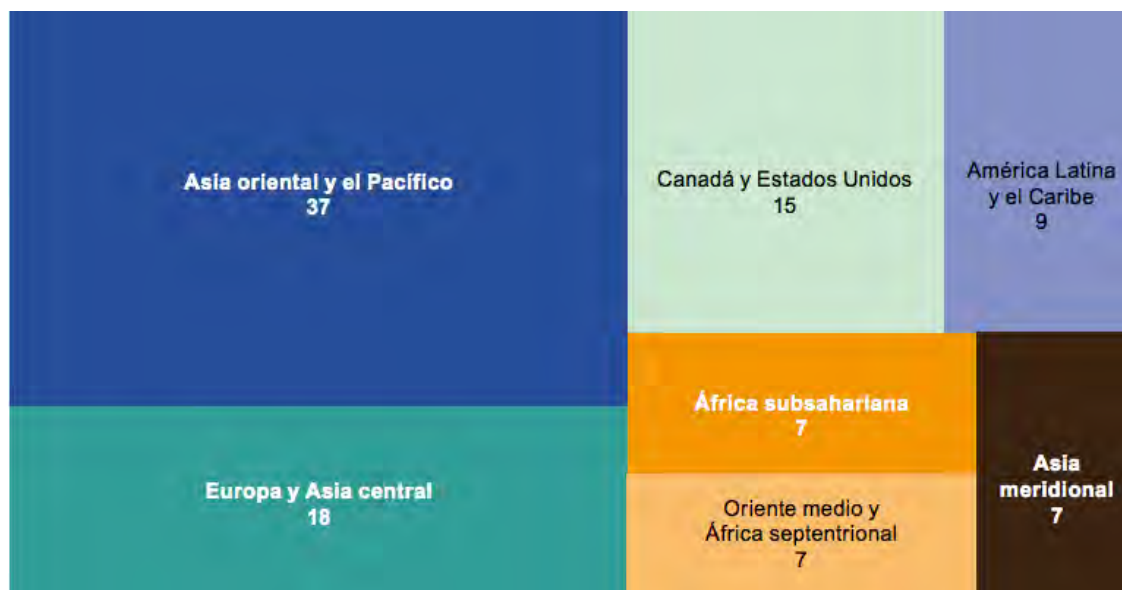 Asia oriental y el Pacífico
37
Canadá y Estados Unidos
15
América Latina
y el Caribe
9
Europa y Asia central
18
África subsahariana
7
Oriente medio y
África septentrional
7
Asia
meridional
7